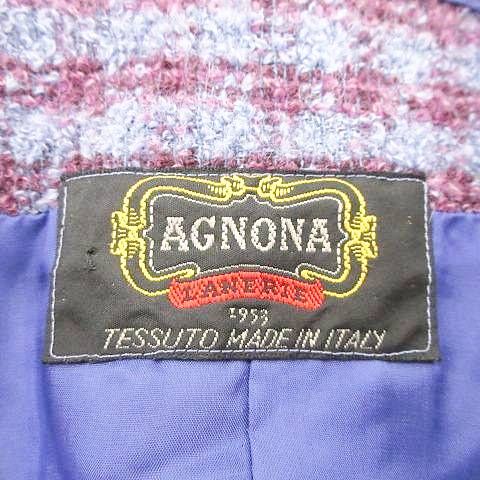 AGNONA
LANERIE
1953
TESSUTO MADE IN ITALY